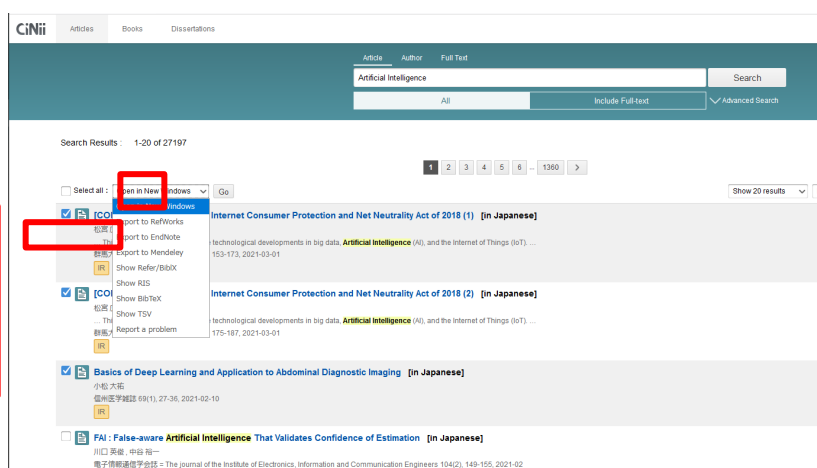 CiNii Articles Books Dissertations
Article Author Full Text
Artificial Intelligence Search
All Include Full-text Advanced Search
Search Results : 1-20 of 27197
1 2 3 4 5 6 .. 1360 >
Select all : Open in New Windows Go Show 20 results
Windows
Export to RefWorks
Export to EndNote
Export to Mendeley
Show Refer/BibIX
Show RIS
Show BibTeX
Show TSV
Report a problem
Internet Consumer Protection and Net Neutrality Act of 2018 (1) [in Japanese]
technological developments in big data, Artificial Intelligence (AI), and the Internet of Things (IoT). ...
153-173, 2021-03-01
IR
Internet Consumer Protection and Net Neutrality Act of 2018 (2) [in Japanese]
technological developments in big data, Artificial Intelligence (AI), and the Internet of Things (IoT). ...
175-187, 2021-03-01
IR
Basics of Deep Learning and Application to Abdominal Diagnostic Imaging [in Japanese]
小松 大祐
信州医学雑誌 69(1), 27-36, 2021-02-10
IR
FAI : False-aware Artificial Intelligence That Validates Confidence of Estimation [in Japanese]
川口 英俊 , 中谷 裕一
電子情報通信学会誌 = The journal of the Institute of Electronics, Information and Communication Engineers 104(2), 149-155, 2021-02